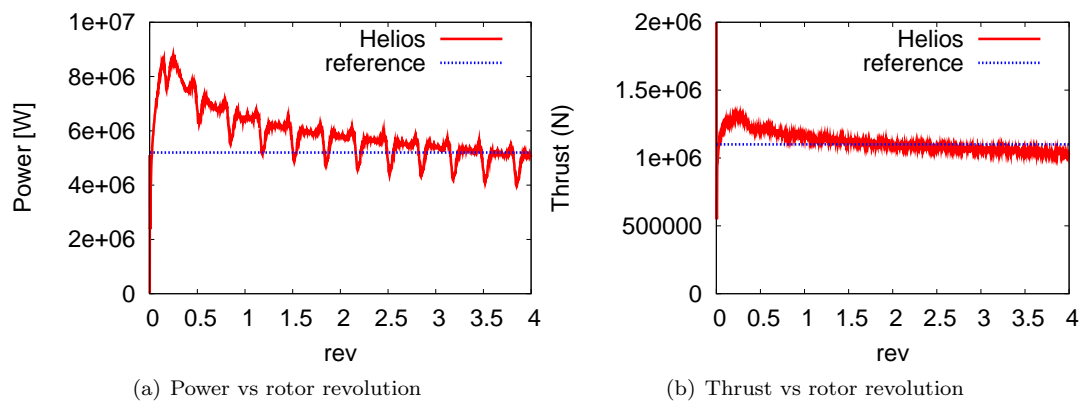 1e+07
8e+06
6e+06
4e+06
2e+06
0
Power [W]
Helios
reference
0 0.5 1 1.5 2 2.5 3 3.5 4
rev
(a) Power vs rotor revolution
2e+06
1.5e+06
1e+06
500000
0
Thrust (N)
Helios
reference
0 0.5 1 1.5 2 2.5 3 3.5 4
rev
(b) Thrust vs rotor revolution